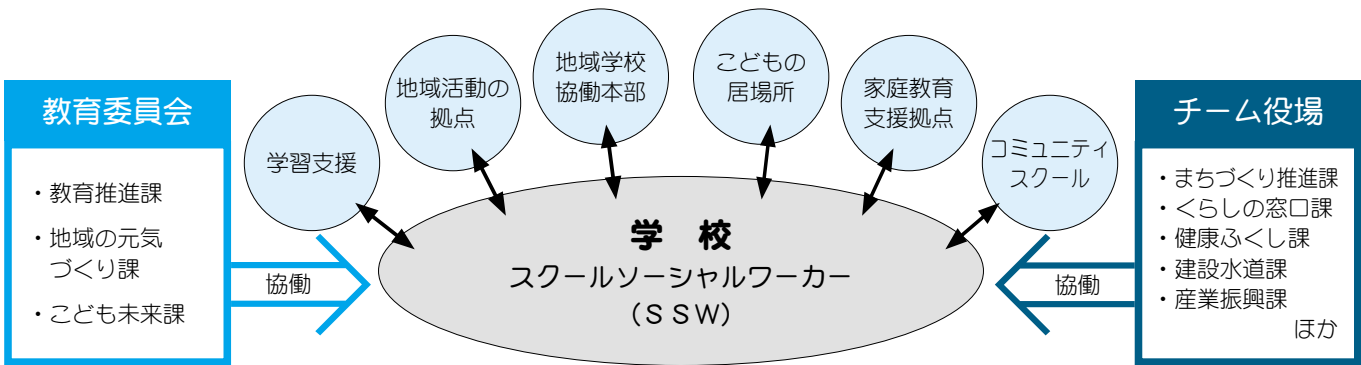 教育委員会
・教育推進課
・地域の元気
づくり課
・こども未来課
協働
学習支援
地域活動の
拠点
地域学校
協働本部
こどもの
居場所
家庭教育
支援拠点
コミュニティ
スクール
学 校
スクールソーシャルワーカー
(SSW)
協働
チーム役場
・まちづくり推進課
・くらしの窓口課
・健康ふくし課
・建設水道課
・産業振興課
ほか